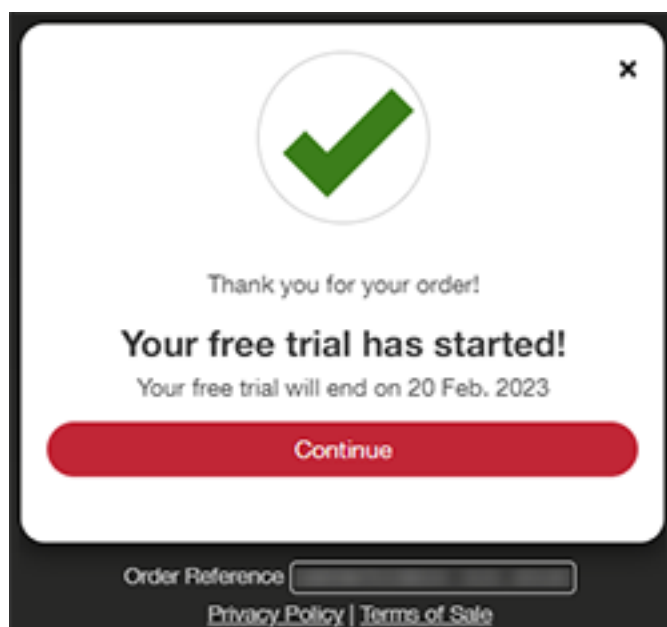 Thank you for your order!
Your free trial has started!
Your free trial will end on 20 Feb. 2023
Continue
Order Reference
Privacy Policy | Terms of Sale